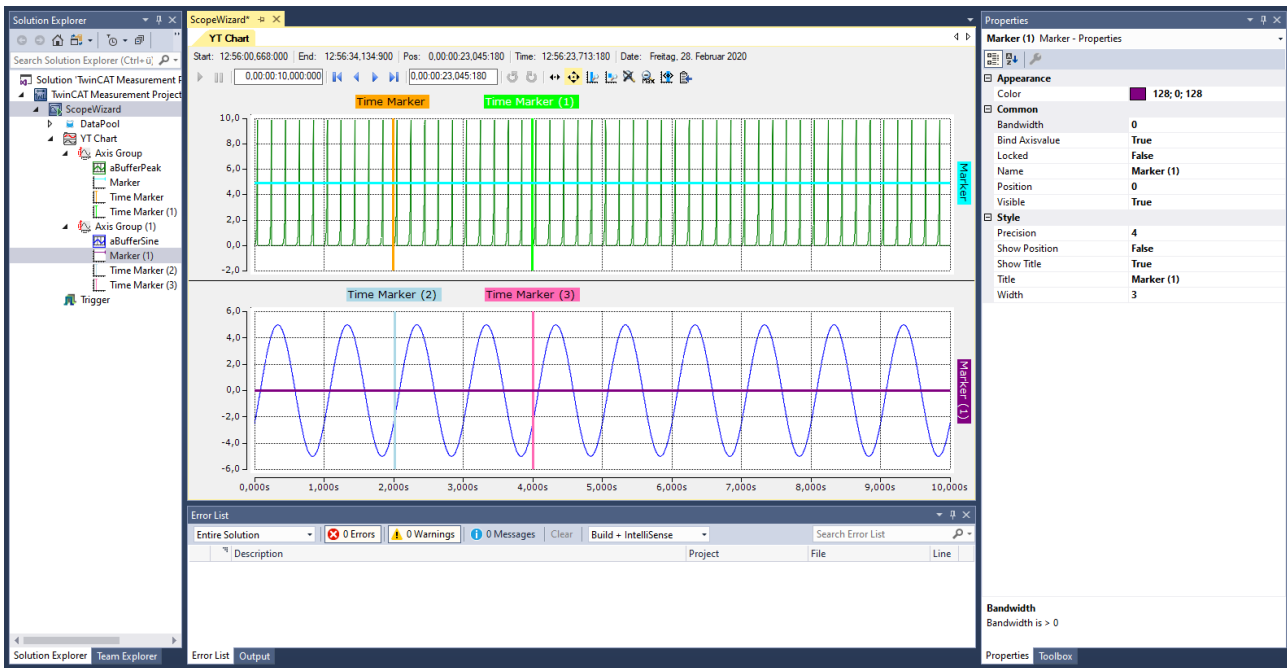 Solution Explorer
Search Solution Explorer (Ctrl+ü)
Solution 'TwinCAT Measurement P
TwinCAT Measurement Project
ScopeWizard
DataPool
YT Chart
Axis Group
aBufferPeak
Marker
Time Marker
Time Marker (1)
Axis Group (1)
aBufferSine
Marker (1)
Time Marker (2)
Time Marker (3)
Trigger
Solution Explorer Team Explorer
ScopeWizard*
YT Chart
Start: 12:56:00,668:000 End: 12:56:34,134:900 Pos: 0,00:00:23,045:180 Time: 12:56:23,713:180 Date: Freitag, 28. Februar 2020
0,00:00:10,000:000 0,00:00:23,045:180
Time Marker Time Marker (1)
10,0
8,0
6,0
4,0
2,0
0,0
-2,0
Marker
Time Marker (2) Time Marker (3)
6,0
4,0
2,0
0,0
-2,0
-4,0
-6,0
Marker (1)
0,000s 1,000s 2,000s 3,000s 4,000s 5,000s 6,000s 7,000s 8,000s 9,000s 10,000s
Error List
Entire Solution 0 Errors 0 Warnings 0 Messages Clear Build + IntelliSense Search Error List
Description Project File Line
Error List Output
Properties
Marker (1) Marker - Properties
Appearance
Color 128; 0; 128
Common
Bandwidth 0
Bind Axisvalue True
Locked False
Name Marker (1)
Position 0
Visible True
Style
Precision 4
Show Position False
Show Title True
Title Marker (1)
Width 3
Bandwidth
Bandwidth is > 0
Properties Toolbox